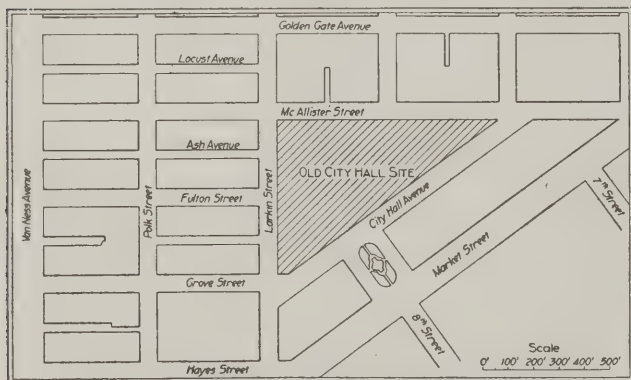 Golden Gate Avenue
Locust Avenue
Mc Allister Street
Ash Avenue
OLD CITY HALL SITE
Fulton Street
Van Ness Avenue
Polk Street
Larkin Street
City Hall Avenue
Market Street
7th Street
Grove Street
8th Street
Hayes Street
Scale
0' 100' 200' 300' 400' 500'